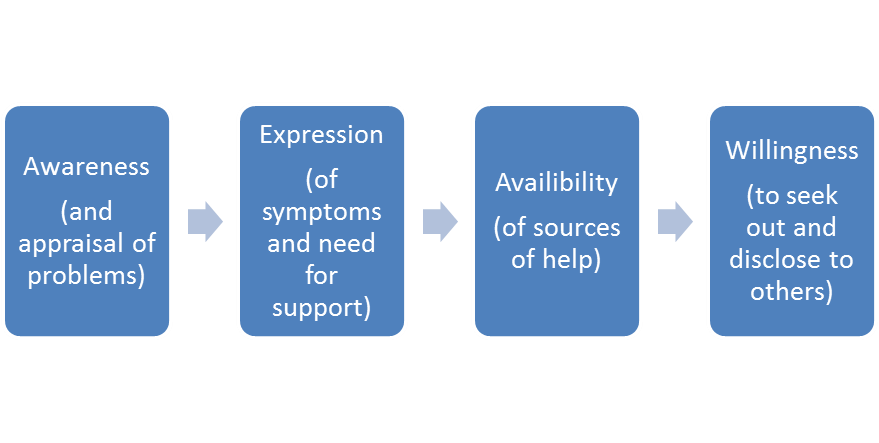 Awareness
(and
appraisal of
problems)
Expression
(of
symptoms
and need
for
support)
Availibility
(of sources
of help)
Willingness
(to seek
out and
disclose to
others)